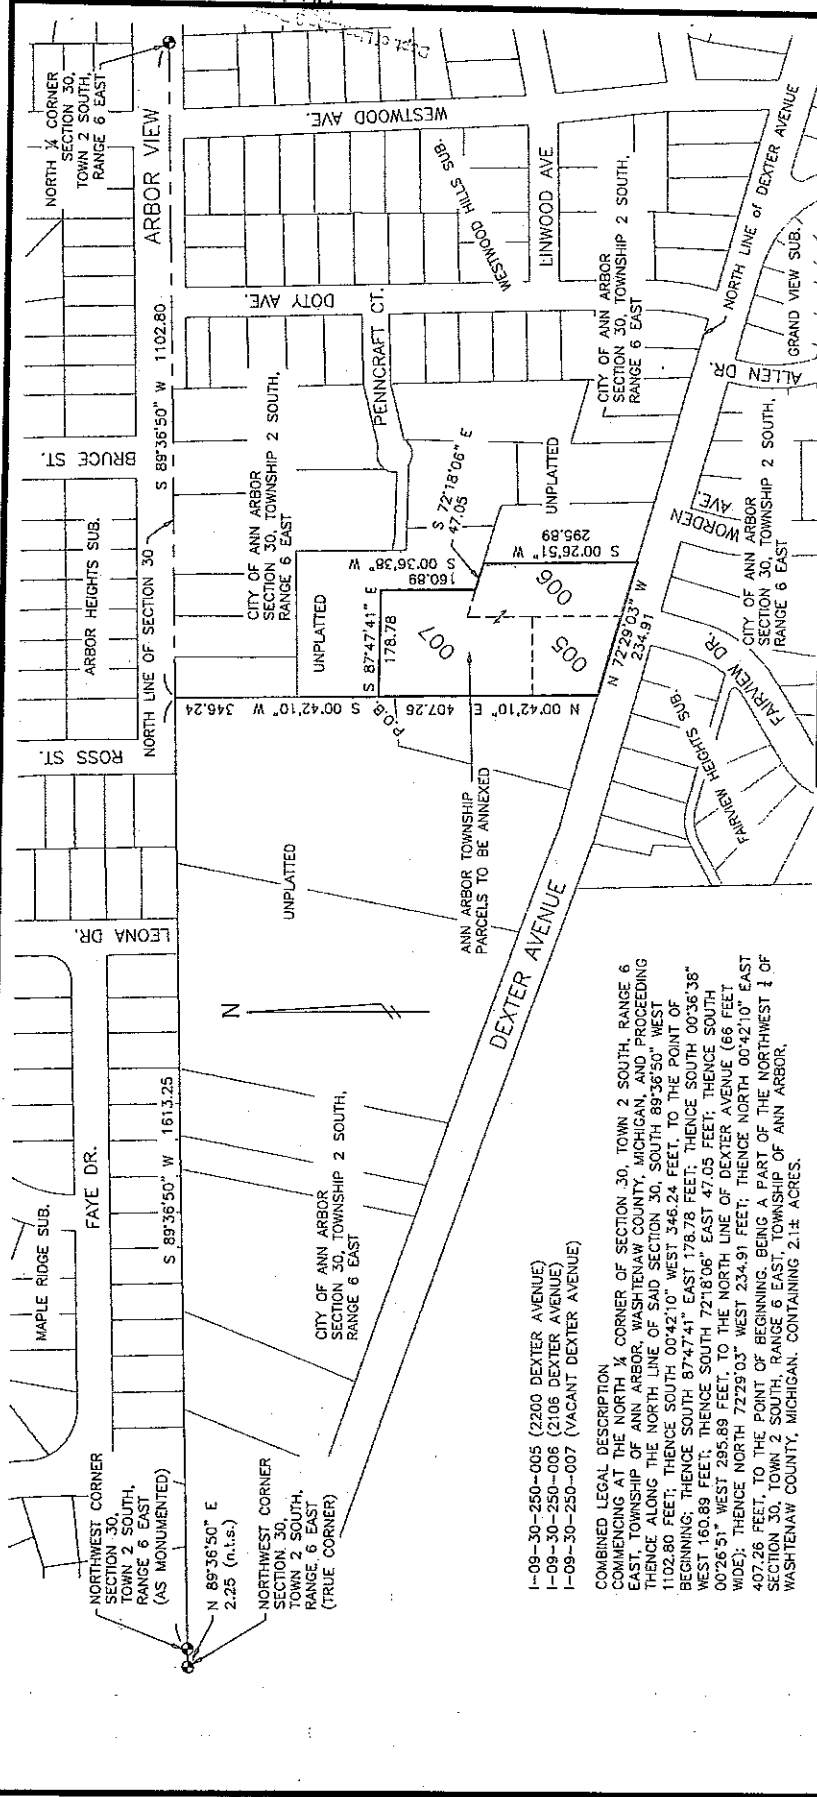 NORTH ¼ CORNER
SECTION 30,
TOWN 2 SOUTH,
RANGE 6 EAST
ARBOR VIEW
S 89°36'50" W 1102.80
BRUCE ST.
ARBOR HEIGHTS SUB.
NORTH LINE OF SECTION 30
ROSS ST.
LEONA DR.
FAYE DR.
MAPLE RIDGE SUB.
S 89°36'50" W 1613.25
NORTHWEST CORNER
SECTION 30,
TOWN 2 SOUTH,
RANGE 6 EAST
(AS MONUMENTED)
N 89°36'50" E
2.25 (n.t.s.)
NORTHWEST CORNER
SECTION 30,
TOWN 2 SOUTH,
RANGE 6 EAST
(TRUE CORNER)
CITY OF ANN ARBOR
SECTION 30, TOWNSHIP 2 SOUTH,
RANGE 6 EAST
N
UNPLATTED
CITY OF ANN ARBOR
SECTION 30, TOWNSHIP 2 SOUTH,
RANGE 6 EAST
UNPLATTED
S 00°42'10" W 346.24
P.O.B.
S 87°47'41" E
178.78
S 00°36'38" W
160.89
S 72°18'06" E
47.05
S 00°26'51" W
295.89
N 72°29'03" W
234.91
N 00°42'10" E 407.26
007
006
005
Z
ANN ARBOR TOWNSHIP
PARCELS TO BE ANNEXED
UNPLATTED
WESTWOOD AVE.
DOTY AVE.
PENNCRAFT CT.
WESTWOOD HILLS SUB.
LINWOOD AVE
CITY OF ANN ARBOR
SECTION 30, TOWNSHIP 2 SOUTH,
RANGE 6 EAST
NORTH LINE of DEXTER AVENUE
GRAND VIEW SUB.
ALLEN DR.
WORDEN AVE.
CITY OF ANN ARBOR
SECTION 30, TOWNSHIP 2 SOUTH,
RANGE 6 EAST
FAIRVIEW DR.
FAIRVIEW HEIGHTS SUB.
DEXTER AVENUE
I-09-30-250-005 (2200 DEXTER AVENUE)
I-09-30-250-006 (2106 DEXTER AVENUE)
I-09-30-250-007 (VACANT DEXTER AVENUE)
COMBINED LEGAL DESCRIPTION
COMMENCING AT THE NORTH ¼ CORNER OF SECTION 30, TOWN 2 SOUTH, RANGE 6
EAST, TOWNSHIP OF ANN ARBOR, WASHTENAW COUNTY, MICHIGAN, AND PROCEEDING
THENCE ALONG THE NORTH LINE OF SAID SECTION 30, SOUTH 89°36'50" WEST
1102.80 FEET; THENCE SOUTH 00°42'10" WEST 346.24 FEET, TO THE POINT OF
BEGINNING; THENCE SOUTH 87°47'41" EAST 178.78 FEET; THENCE SOUTH 00°36'38"
WEST 160.89 FEET; THENCE SOUTH 72°18'06" EAST 47.05 FEET; THENCE SOUTH
00°26'51" WEST 295.89 FEET, TO THE NORTH LINE OF DEXTER AVENUE (66 FEET
WIDE); THENCE NORTH 72°29'03" WEST 234.91 FEET; THENCE NORTH 00°42'10" EAST
407.26 FEET, TO THE POINT OF BEGINNING. BEING A PART OF THE NORTHWEST ¼ OF
SECTION 30, TOWN 2 SOUTH, RANGE 6 EAST, TOWNSHIP OF ANN ARBOR,
WASHTENAW COUNTY, MICHIGAN. CONTAINING 2.1± ACRES.